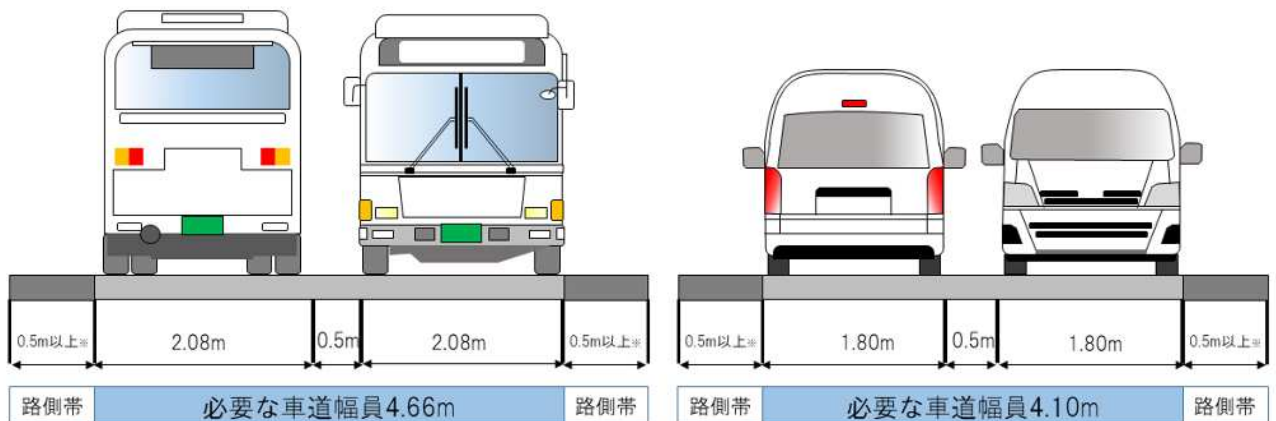 0.5m以上※ 2.08m 0.5m 2.08m 0.5m以上※
路側帯 必要な車道幅員4.66m 路側帯
0.5m以上※ 1.80m 0.5m 1.80m 0.5m以上※
路側帯 必要な車道幅員4.10m 路側帯